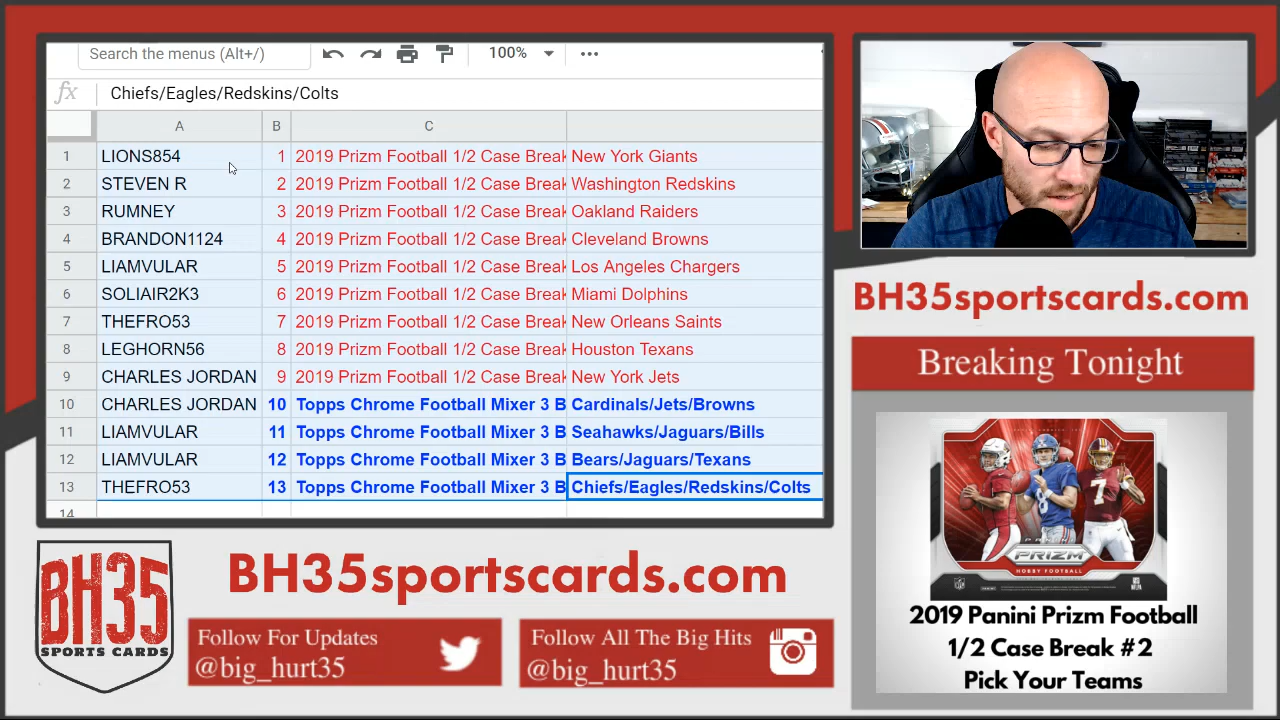 Search the menus (Alt+/)
100%
fx Chiefs/Eagles/Redskins/Colts
A B C
1 LIONS854 1 2019 Prizm Football 1/2 Case Break New York Giants
2 STEVEN R 2 2019 Prizm Football 1/2 Case Break Washington Redskins
3 RUMNEY 3 2019 Prizm Football 1/2 Case Break Oakland Raiders
4 BRANDON1124 4 2019 Prizm Football 1/2 Case Break Cleveland Browns
5 LIAMVULAR 5 2019 Prizm Football 1/2 Case Break Los Angeles Chargers
6 SOLIAIR2K3 6 2019 Prizm Football 1/2 Case Break Miami Dolphins
7 THEFRO53 7 2019 Prizm Football 1/2 Case Break New Orleans Saints
8 LEGHORN56 8 2019 Prizm Football 1/2 Case Break Houston Texans
9 CHARLES JORDAN 9 2019 Prizm Football 1/2 Case Break New York Jets
10 CHARLES JORDAN 10 Topps Chrome Football Mixer 3 B Cardinals/Jets/Browns
11 LIAMVULAR 11 Topps Chrome Football Mixer 3 B Seahawks/Jaguars/Bills
12 LIAMVULAR 12 Topps Chrome Football Mixer 3 B Bears/Jaguars/Texans
13 THEFRO53 13 Topps Chrome Football Mixer 3 B Chiefs/Eagles/Redskins/Colts
14
BH35sportscards.com
Breaking Tonight
PANINI
PRIZM
HOBBY FOOTBALL
2019 Panini Prizm Football
1/2 Case Break #2
Pick Your Teams
BH35
SPORTS CARDS
BH35sportscards.com
Follow For Updates
@big_hurt35
Follow All The Big Hits
@big_hurt35